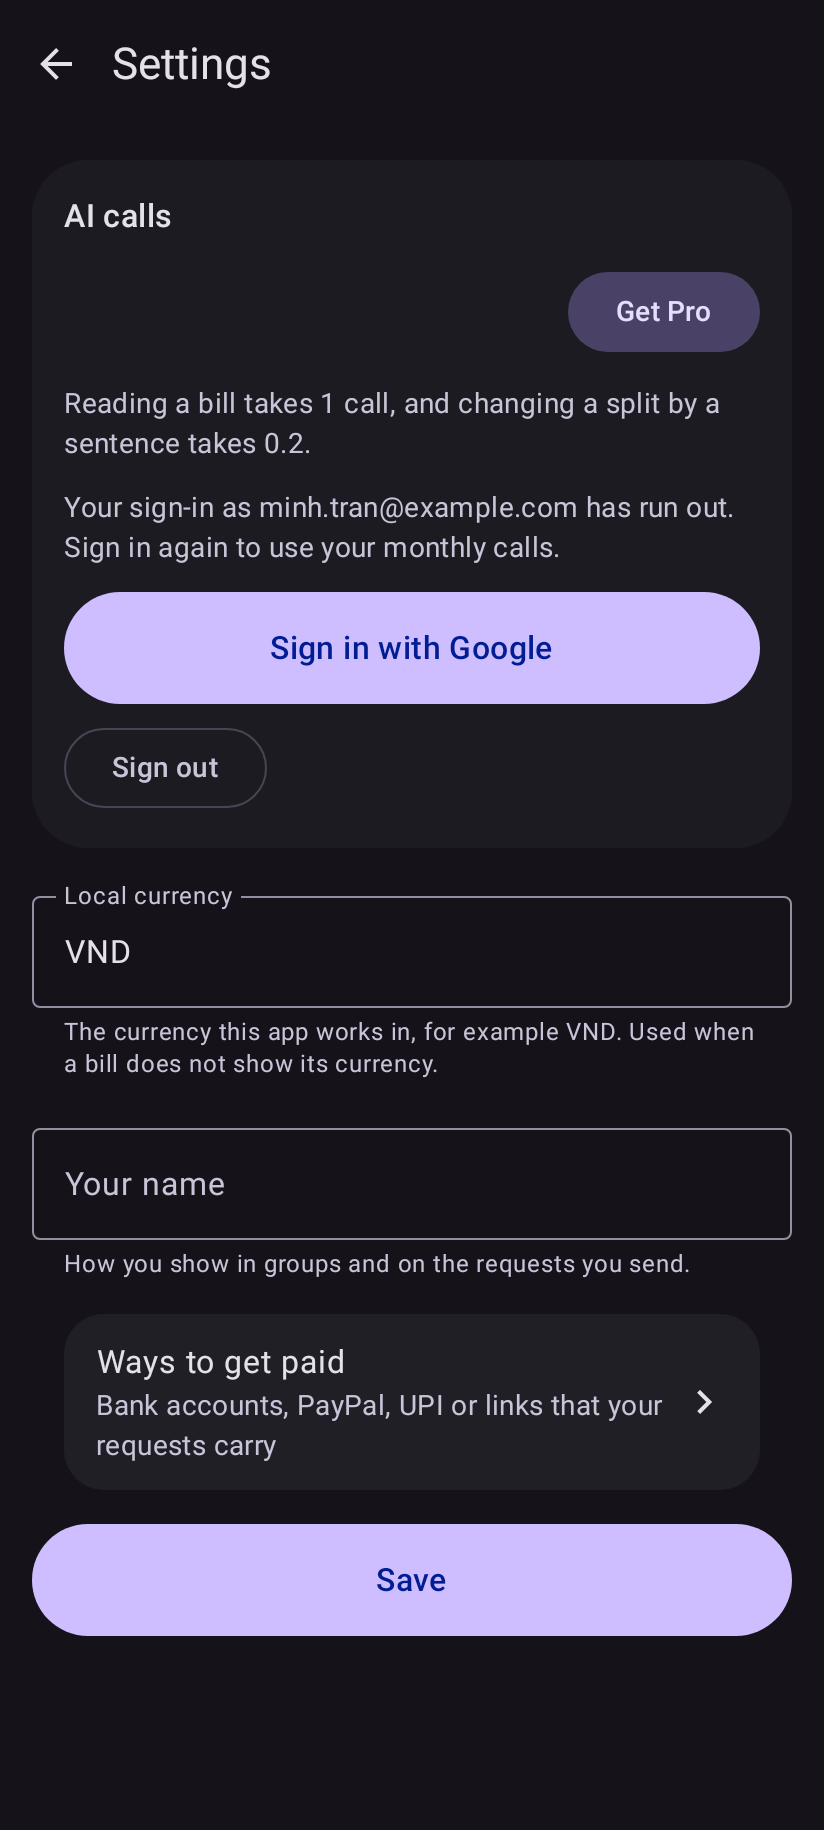 Settings
AI calls
Get Pro
Reading a bill takes 1 call, and changing a split by a
sentence takes 0.2.
Your sign-in as minh.tran@example.com has run out.
Sign in again to use your monthly calls.
Sign in with Google
Sign out
Local currency
VND
The currency this app works in, for example VND. Used when
a bill does not show its currency.
Your name
How you show in groups and on the requests you send.
Ways to get paid
Bank accounts, PayPal, UPI or links that your
requests carry
Save